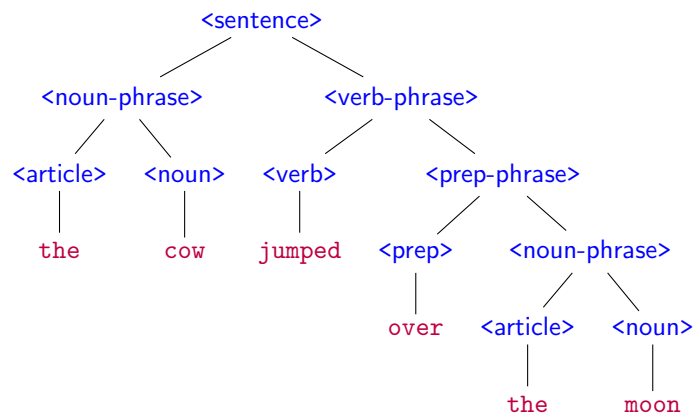 <sentence>
<noun-phrase> <verb-phrase>
<article> <noun> <verb> <prep-phrase>
the cow jumped <prep> <noun-phrase>
over <article> <noun>
the moon